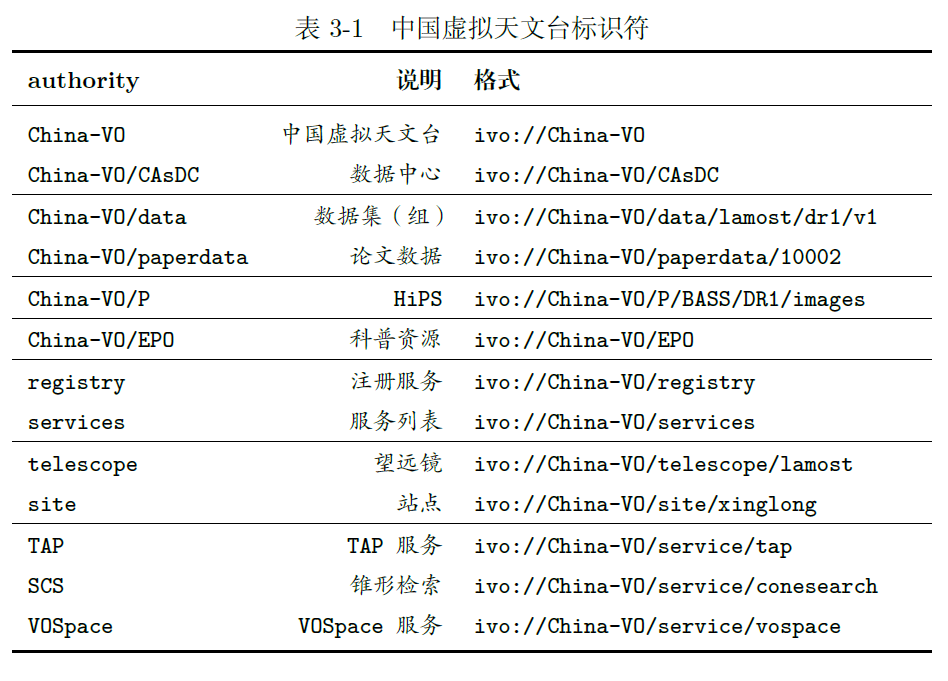 表 3-1 中国虚拟天文台标识符
authority 说明 格式
China-VO 中国虚拟天文台 ivo://China-VO
China-VO/CAsDC 数据中心 ivo://China-VO/CAsDC
China-VO/data 数据集（组） ivo://China-VO/data/lamost/dr1/v1
China-VO/paperdata 论文数据 ivo://China-VO/paperdata/10002
China-VO/P HiPS ivo://China-VO/P/BASS/DR1/images
China-VO/EPO 科普资源 ivo://China-VO/EPO
registry 注册服务 ivo://China-VO/registry
services 服务列表 ivo://China-VO/services
telescope 望远镜 ivo://China-VO/telescope/lamost
site 站点 ivo://China-VO/site/xinglong
TAP TAP 服务 ivo://China-VO/service/tap
SCS 锥形检索 ivo://China-VO/service/conesearch
VOSpace VOSpace 服务 ivo://China-VO/service/vospace